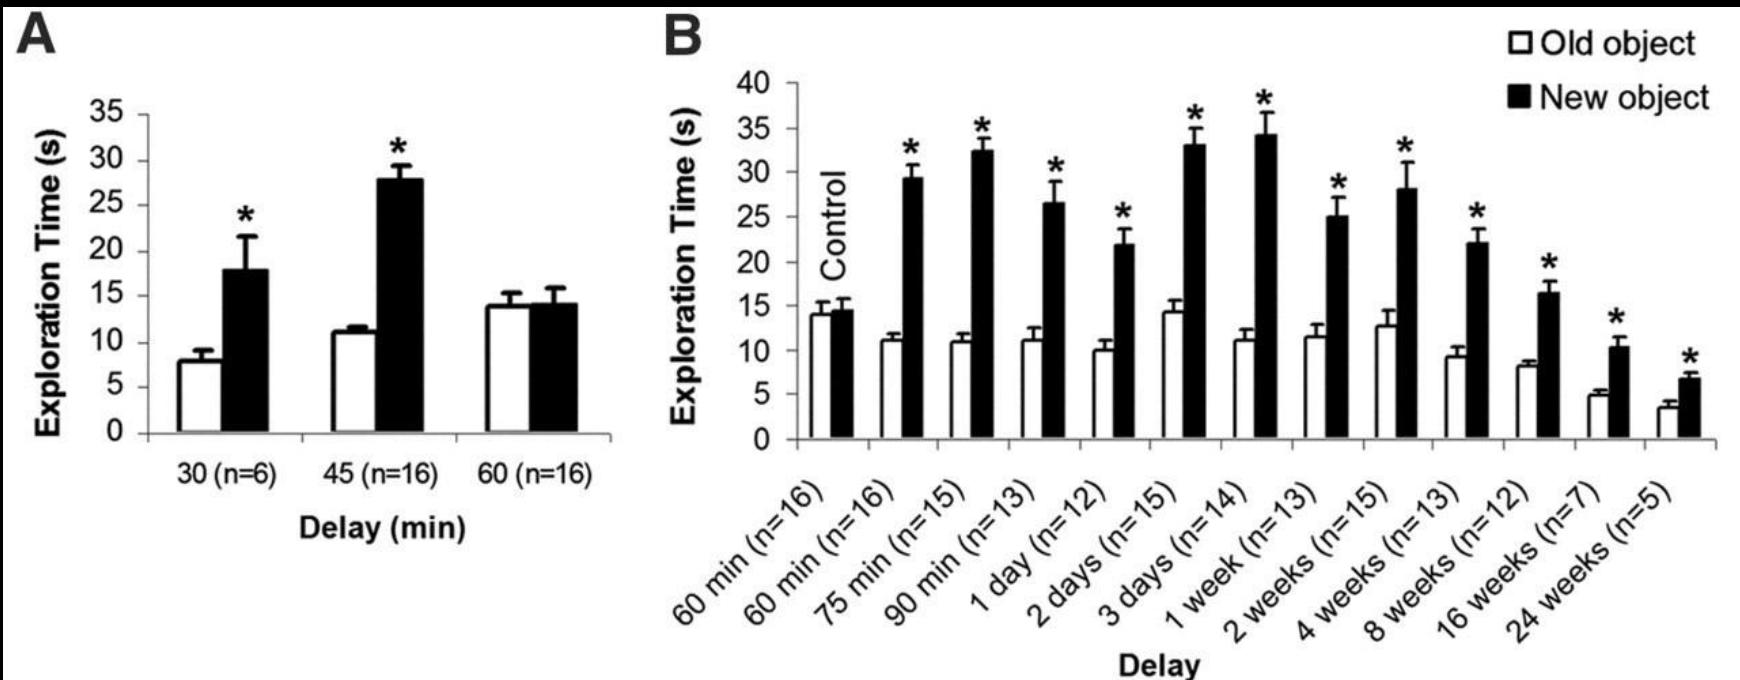 A
Exploration Time (s)
35
30
25
20
15
10
5
0
*
*
30 (n=6)
45 (n=16)
60 (n=16)
Delay (min)
B
Old object
New object
Exploration Time (s)
40
35
30
25
20
15
10
5
0
Control
*
*
*
*
*
*
*
*
*
*
*
*
60 min (n=16)
60 min (n=16)
75 min (n=15)
90 min (n=13)
1 day (n=12)
2 days (n=15)
3 days (n=14)
1 week (n=13)
2 weeks (n=15)
4 weeks (n=13)
8 weeks (n=12)
16 weeks (n=7)
24 weeks (n=5)
Delay